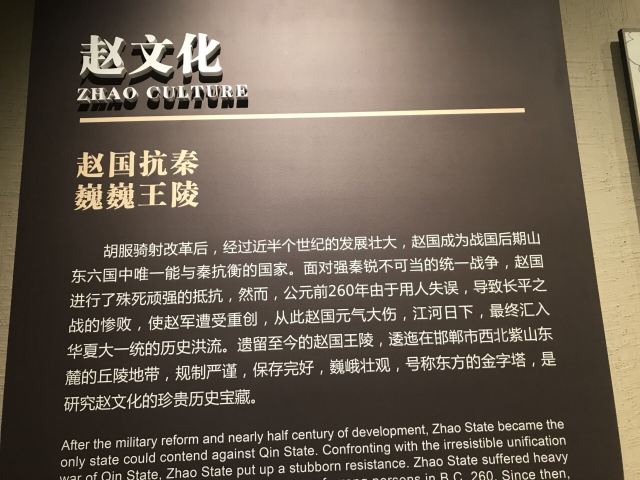 赵文化
ZHAO CULTURE
赵国抗秦
巍巍王陵
胡服骑射改革后，经过近半个世纪的发展壮大，赵国成为战国后期山
东六国中唯一能与秦抗衡的国家。面对强秦锐不可当的统一战争，赵国
进行了殊死顽强的抵抗，然而，公元前260年由于用人失误，导致长平之
战的惨败，使赵军遭受重创，从此赵国元气大伤，江河日下，最终汇入
华夏大一统的历史洪流。遗留至今的赵国王陵，逶迤在邯郸市西北紫山东
麓的丘陵地带，规制严谨，保存完好，巍峨壮观，号称东方的金字塔，是
研究赵文化的珍贵历史宝藏。
After the military reform and nearly half century of development, Zhao State became the
only state could contend against Qin State. Confronting with the irresistible unification
war of Qin State, Zhao State put up a stubborn resistance. Zhao State suffered heavy
persons in B.C. 260. Since then,